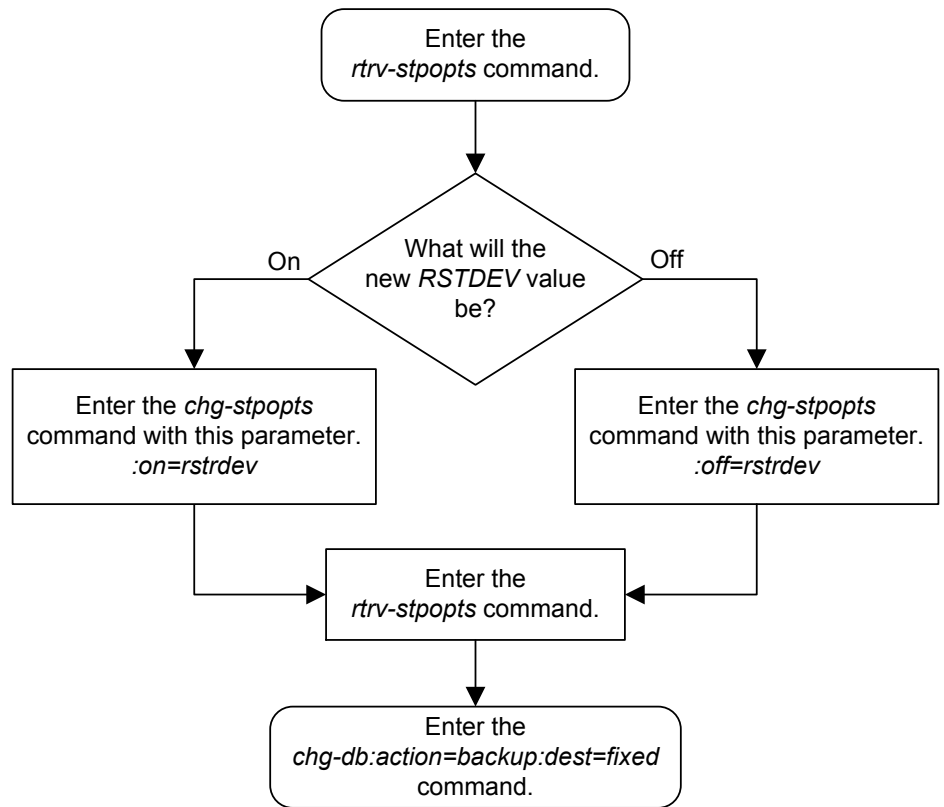 Enter the
rtrv-stpopts command.
What will the
new RSTDEV value
be?
On
Off
Enter the chg-stpopts
command with this parameter.
:on=rstrdev
Enter the chg-stpopts
command with this parameter.
:off=rstrdev
Enter the
rtrv-stpopts command.
Enter the
chg-db:action=backup:dest=fixed
command.